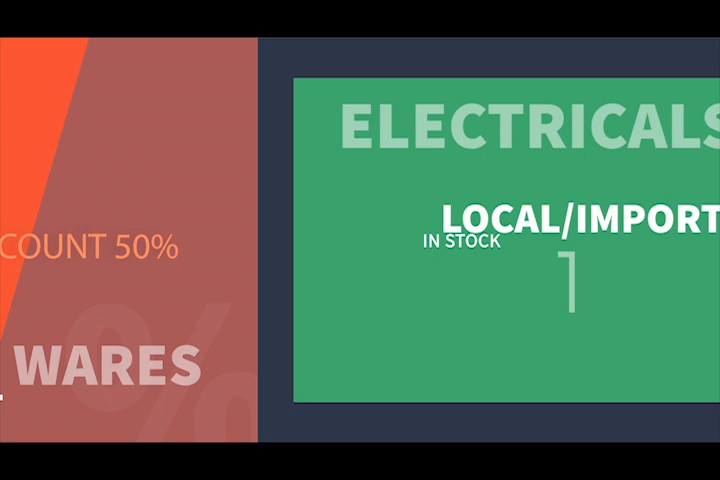 COUNT 50%
%
WARES
ELECTRICALS
LOCAL/IMPORT
IN STOCK
1